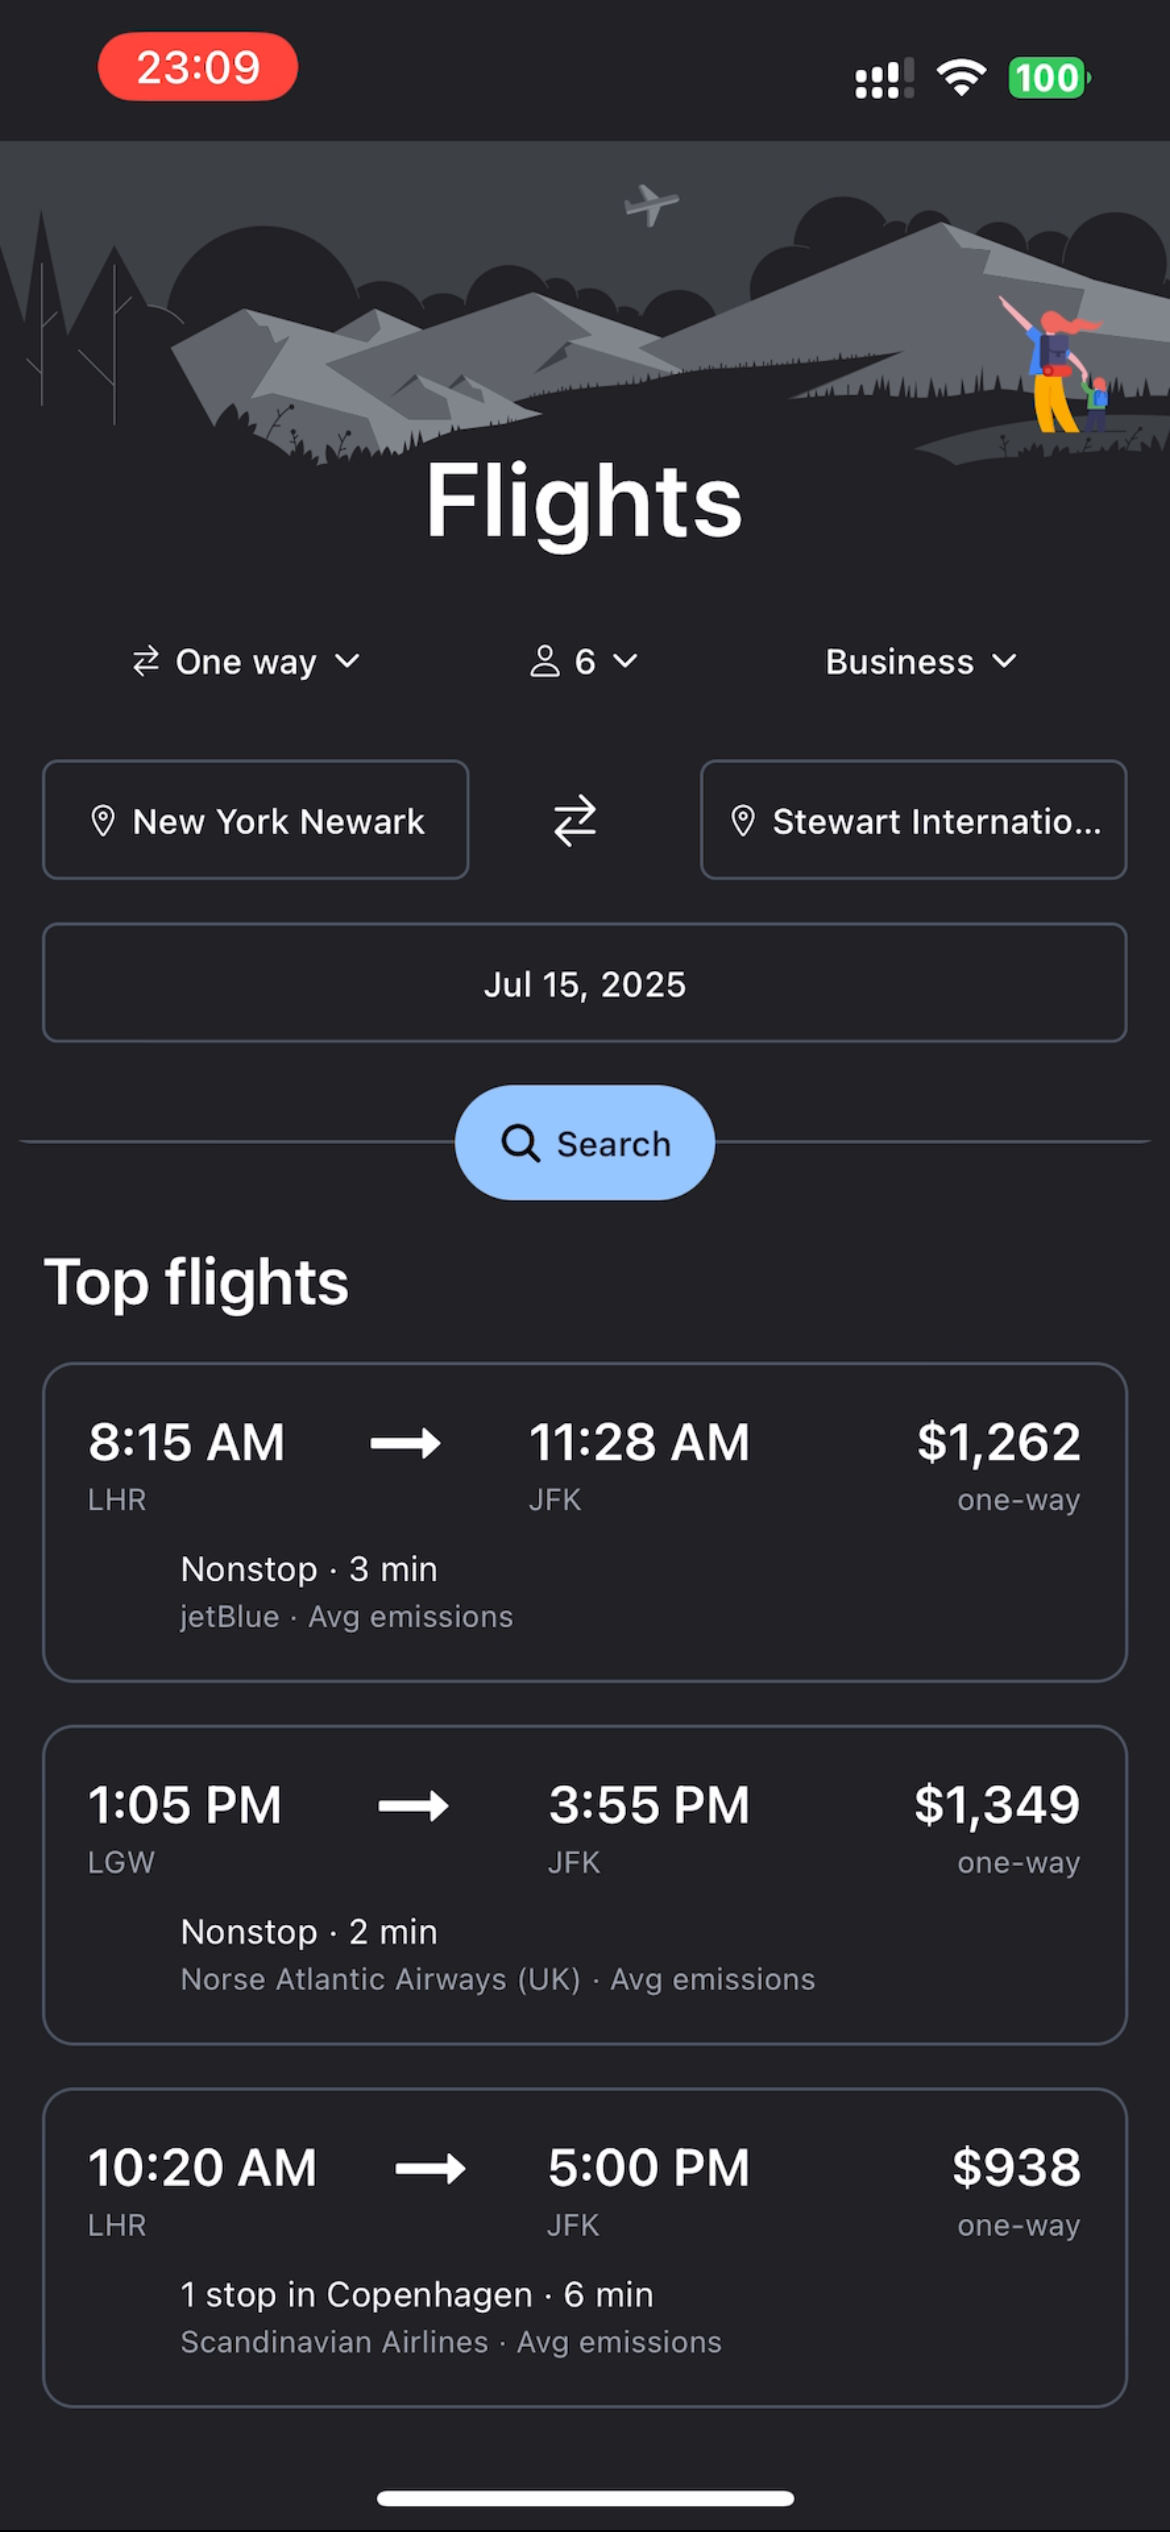 23:09
100
Flights
One way 6 Business
New York Newark Stewart Internatio...
Jul 15, 2025
Search
Top flights
8:15 AM 11:28 AM $1,262
LHR JFK one-way
Nonstop · 3 min
jetBlue · Avg emissions
1:05 PM 3:55 PM $1,349
LGW JFK one-way
Nonstop · 2 min
Norse Atlantic Airways (UK) · Avg emissions
10:20 AM 5:00 PM $938
LHR JFK one-way
1 stop in Copenhagen · 6 min
Scandinavian Airlines · Avg emissions